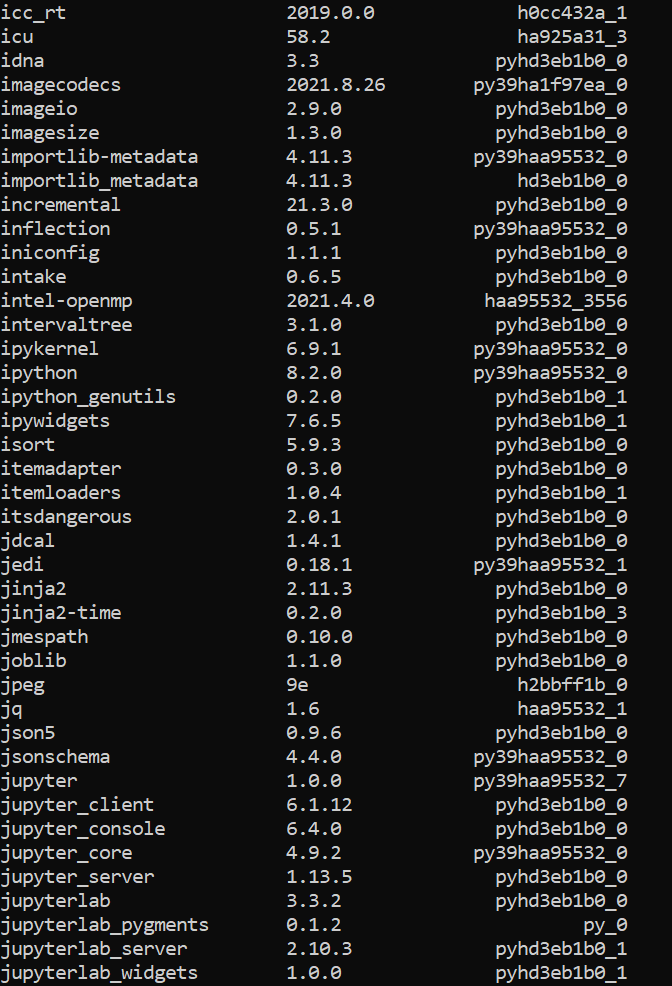 icc_rt 2019.0.0 h0cc432a_1
icu 58.2 ha925a31_3
idna 3.3 pyhd3eb1b0_0
imagecodecs 2021.8.26 py39ha1f97ea_0
imageio 2.9.0 pyhd3eb1b0_0
imagesize 1.3.0 pyhd3eb1b0_0
importlib-metadata 4.11.3 py39haa95532_0
importlib_metadata 4.11.3 hd3eb1b0_0
incremental 21.3.0 pyhd3eb1b0_0
inflection 0.5.1 py39haa95532_0
iniconfig 1.1.1 pyhd3eb1b0_0
intake 0.6.5 pyhd3eb1b0_0
intel-openmp 2021.4.0 haa95532_3556
intervaltree 3.1.0 pyhd3eb1b0_0
ipykernel 6.9.1 py39haa95532_0
ipython 8.2.0 py39haa95532_0
ipython_genutils 0.2.0 pyhd3eb1b0_1
ipywidgets 7.6.5 pyhd3eb1b0_1
isort 5.9.3 pyhd3eb1b0_0
itemadapter 0.3.0 pyhd3eb1b0_0
itemloaders 1.0.4 pyhd3eb1b0_1
itsdangerous 2.0.1 pyhd3eb1b0_0
jdcal 1.4.1 pyhd3eb1b0_0
jedi 0.18.1 py39haa95532_1
jinja2 2.11.3 pyhd3eb1b0_0
jinja2-time 0.2.0 pyhd3eb1b0_3
jmespath 0.10.0 pyhd3eb1b0_0
joblib 1.1.0 pyhd3eb1b0_0
jpeg 9e h2bbff1b_0
jq 1.6 haa95532_1
json5 0.9.6 pyhd3eb1b0_0
jsonschema 4.4.0 py39haa95532_0
jupyter 1.0.0 py39haa95532_7
jupyter_client 6.1.12 pyhd3eb1b0_0
jupyter_console 6.4.0 pyhd3eb1b0_0
jupyter_core 4.9.2 py39haa95532_0
jupyter_server 1.13.5 pyhd3eb1b0_0
jupyterlab 3.3.2 pyhd3eb1b0_0
jupyterlab_pygments 0.1.2 py_0
jupyterlab_server 2.10.3 pyhd3eb1b0_1
jupyterlab_widgets 1.0.0 pyhd3eb1b0_1